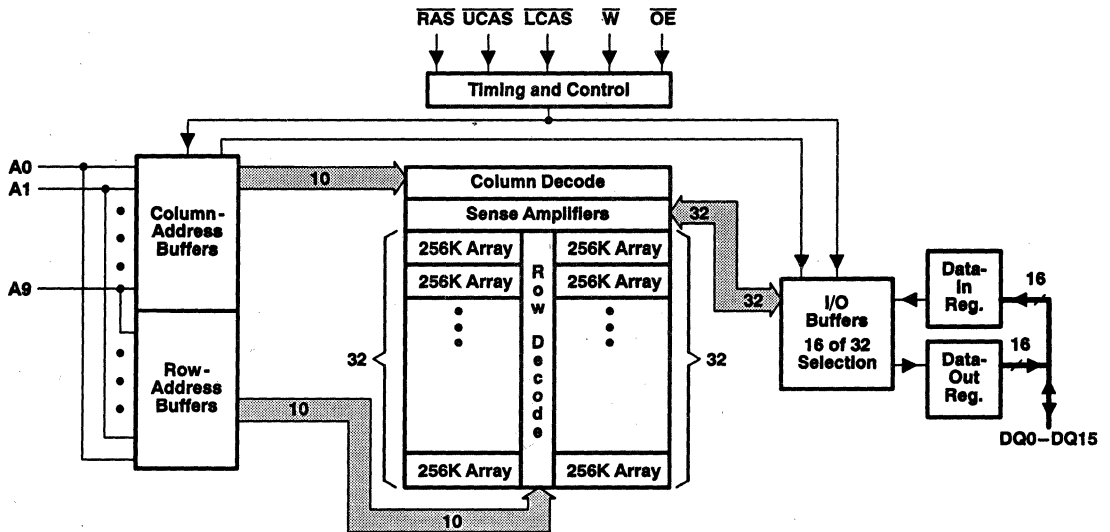 RAS UCAS LCAS W OE
Timing and Control
A0
A1
A9
Column-
Address
Buffers
Row-
Address
Buffers
10
10
10
Column Decode
Sense Amplifiers
256K Array
256K Array
256K Array
256K Array
Row Decode
256K Array
256K Array
32
32
32
32
I/O
Buffers
16 of 32
Selection
Data-
In
Reg.
16
Data-
Out
Reg.
16
DQ0–DQ15